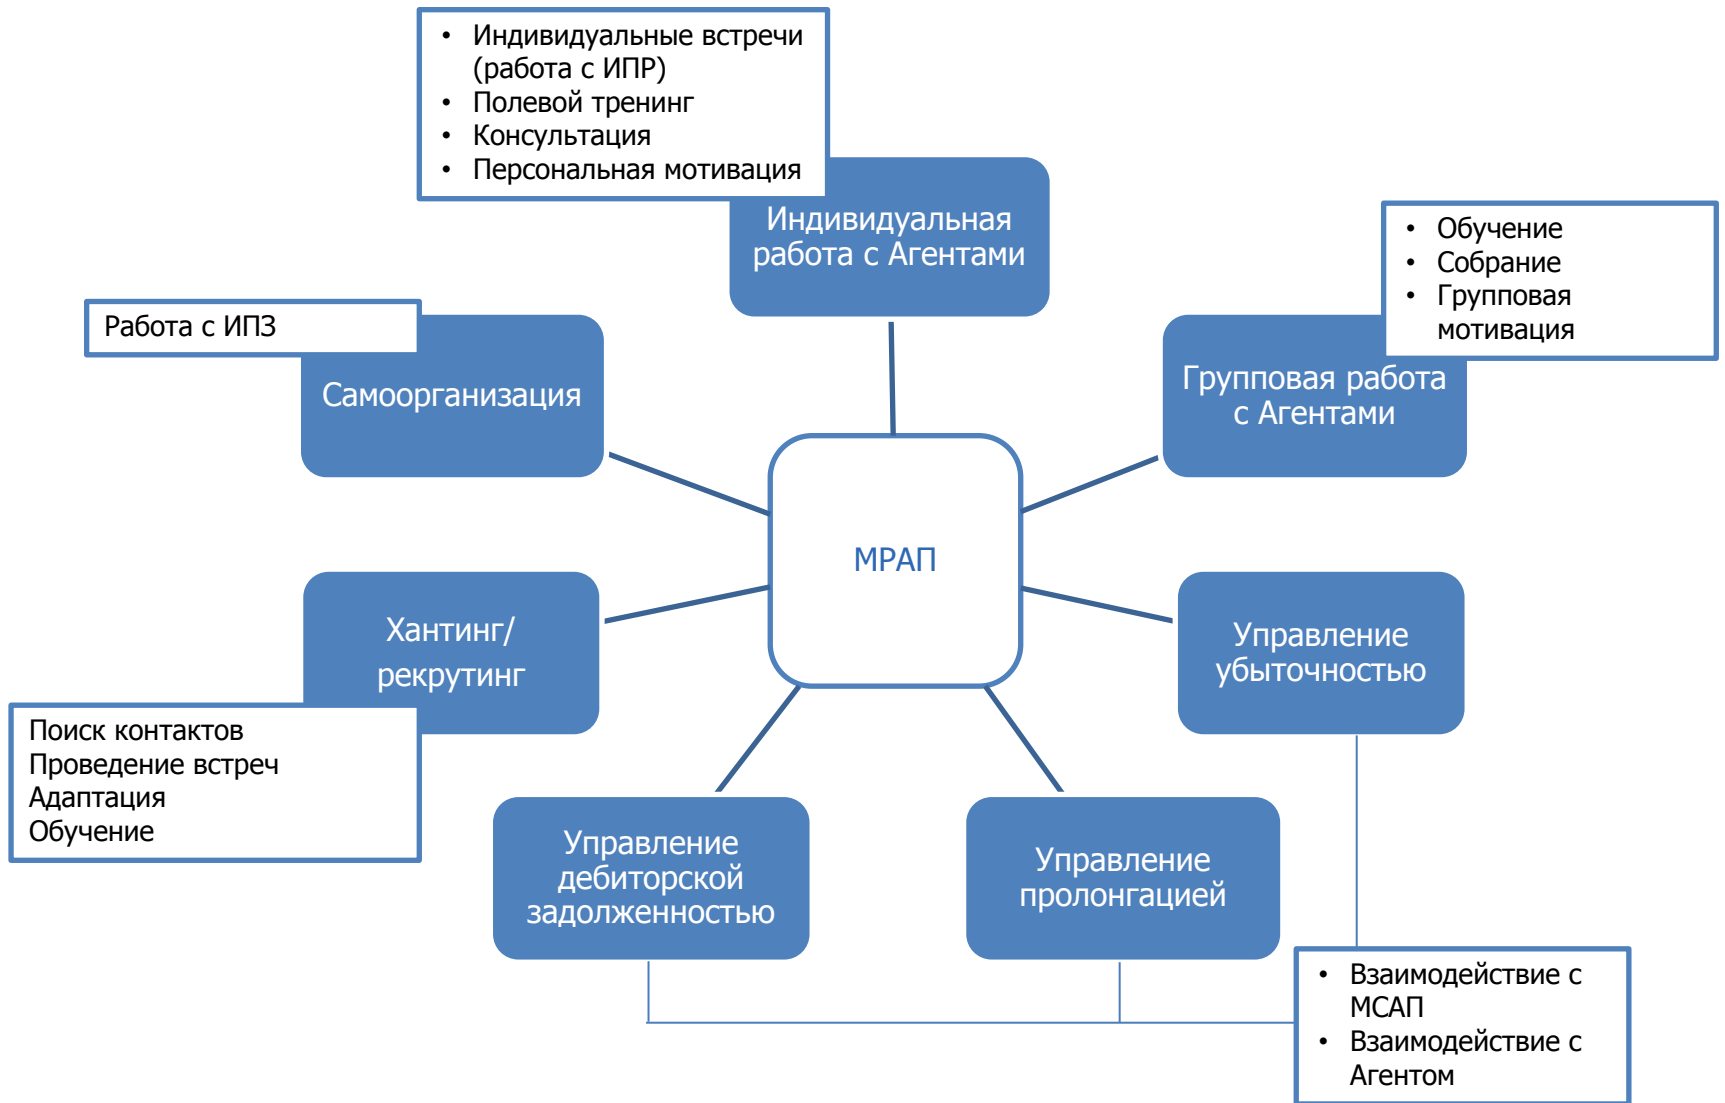 • Индивидуальные встречи
(работа с ИПР)
• Полевой тренинг
• Консультация
• Персональная мотивация
Индивидуальная
работа с Агентами
• Обучение
• Собрание
• Групповая
мотивация
Групповая работа
с Агентами
Работа с ИПЗ
Самоорганизация
МРАП
Хантинг/
рекрутинг
Поиск контактов
Проведение встреч
Адаптация
Обучение
Управление
убыточностью
Управление
дебиторской
задолженностью
Управление
пролонгацией
• Взаимодействие с
МСАП
• Взаимодействие с
Агентом